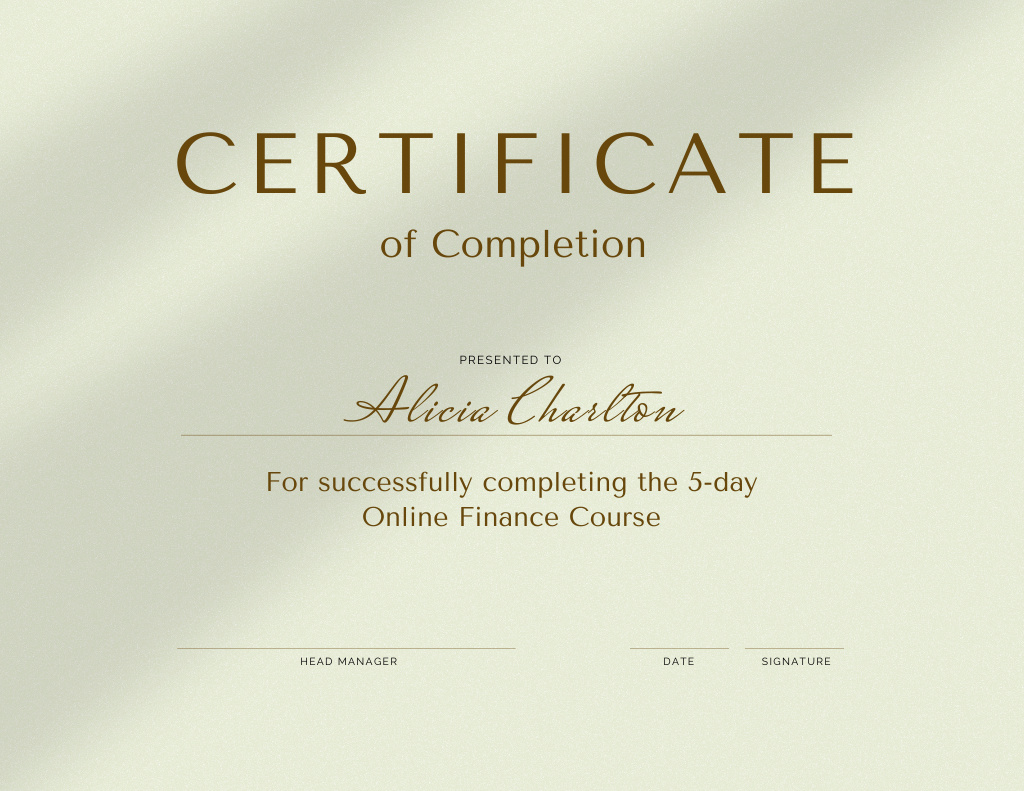 CERTIFICATE
of Completion
PRESENTED TO
Alicia Charlton
For successfully completing the 5-day
Online Finance Course
HEAD MANAGER
DATE
SIGNATURE